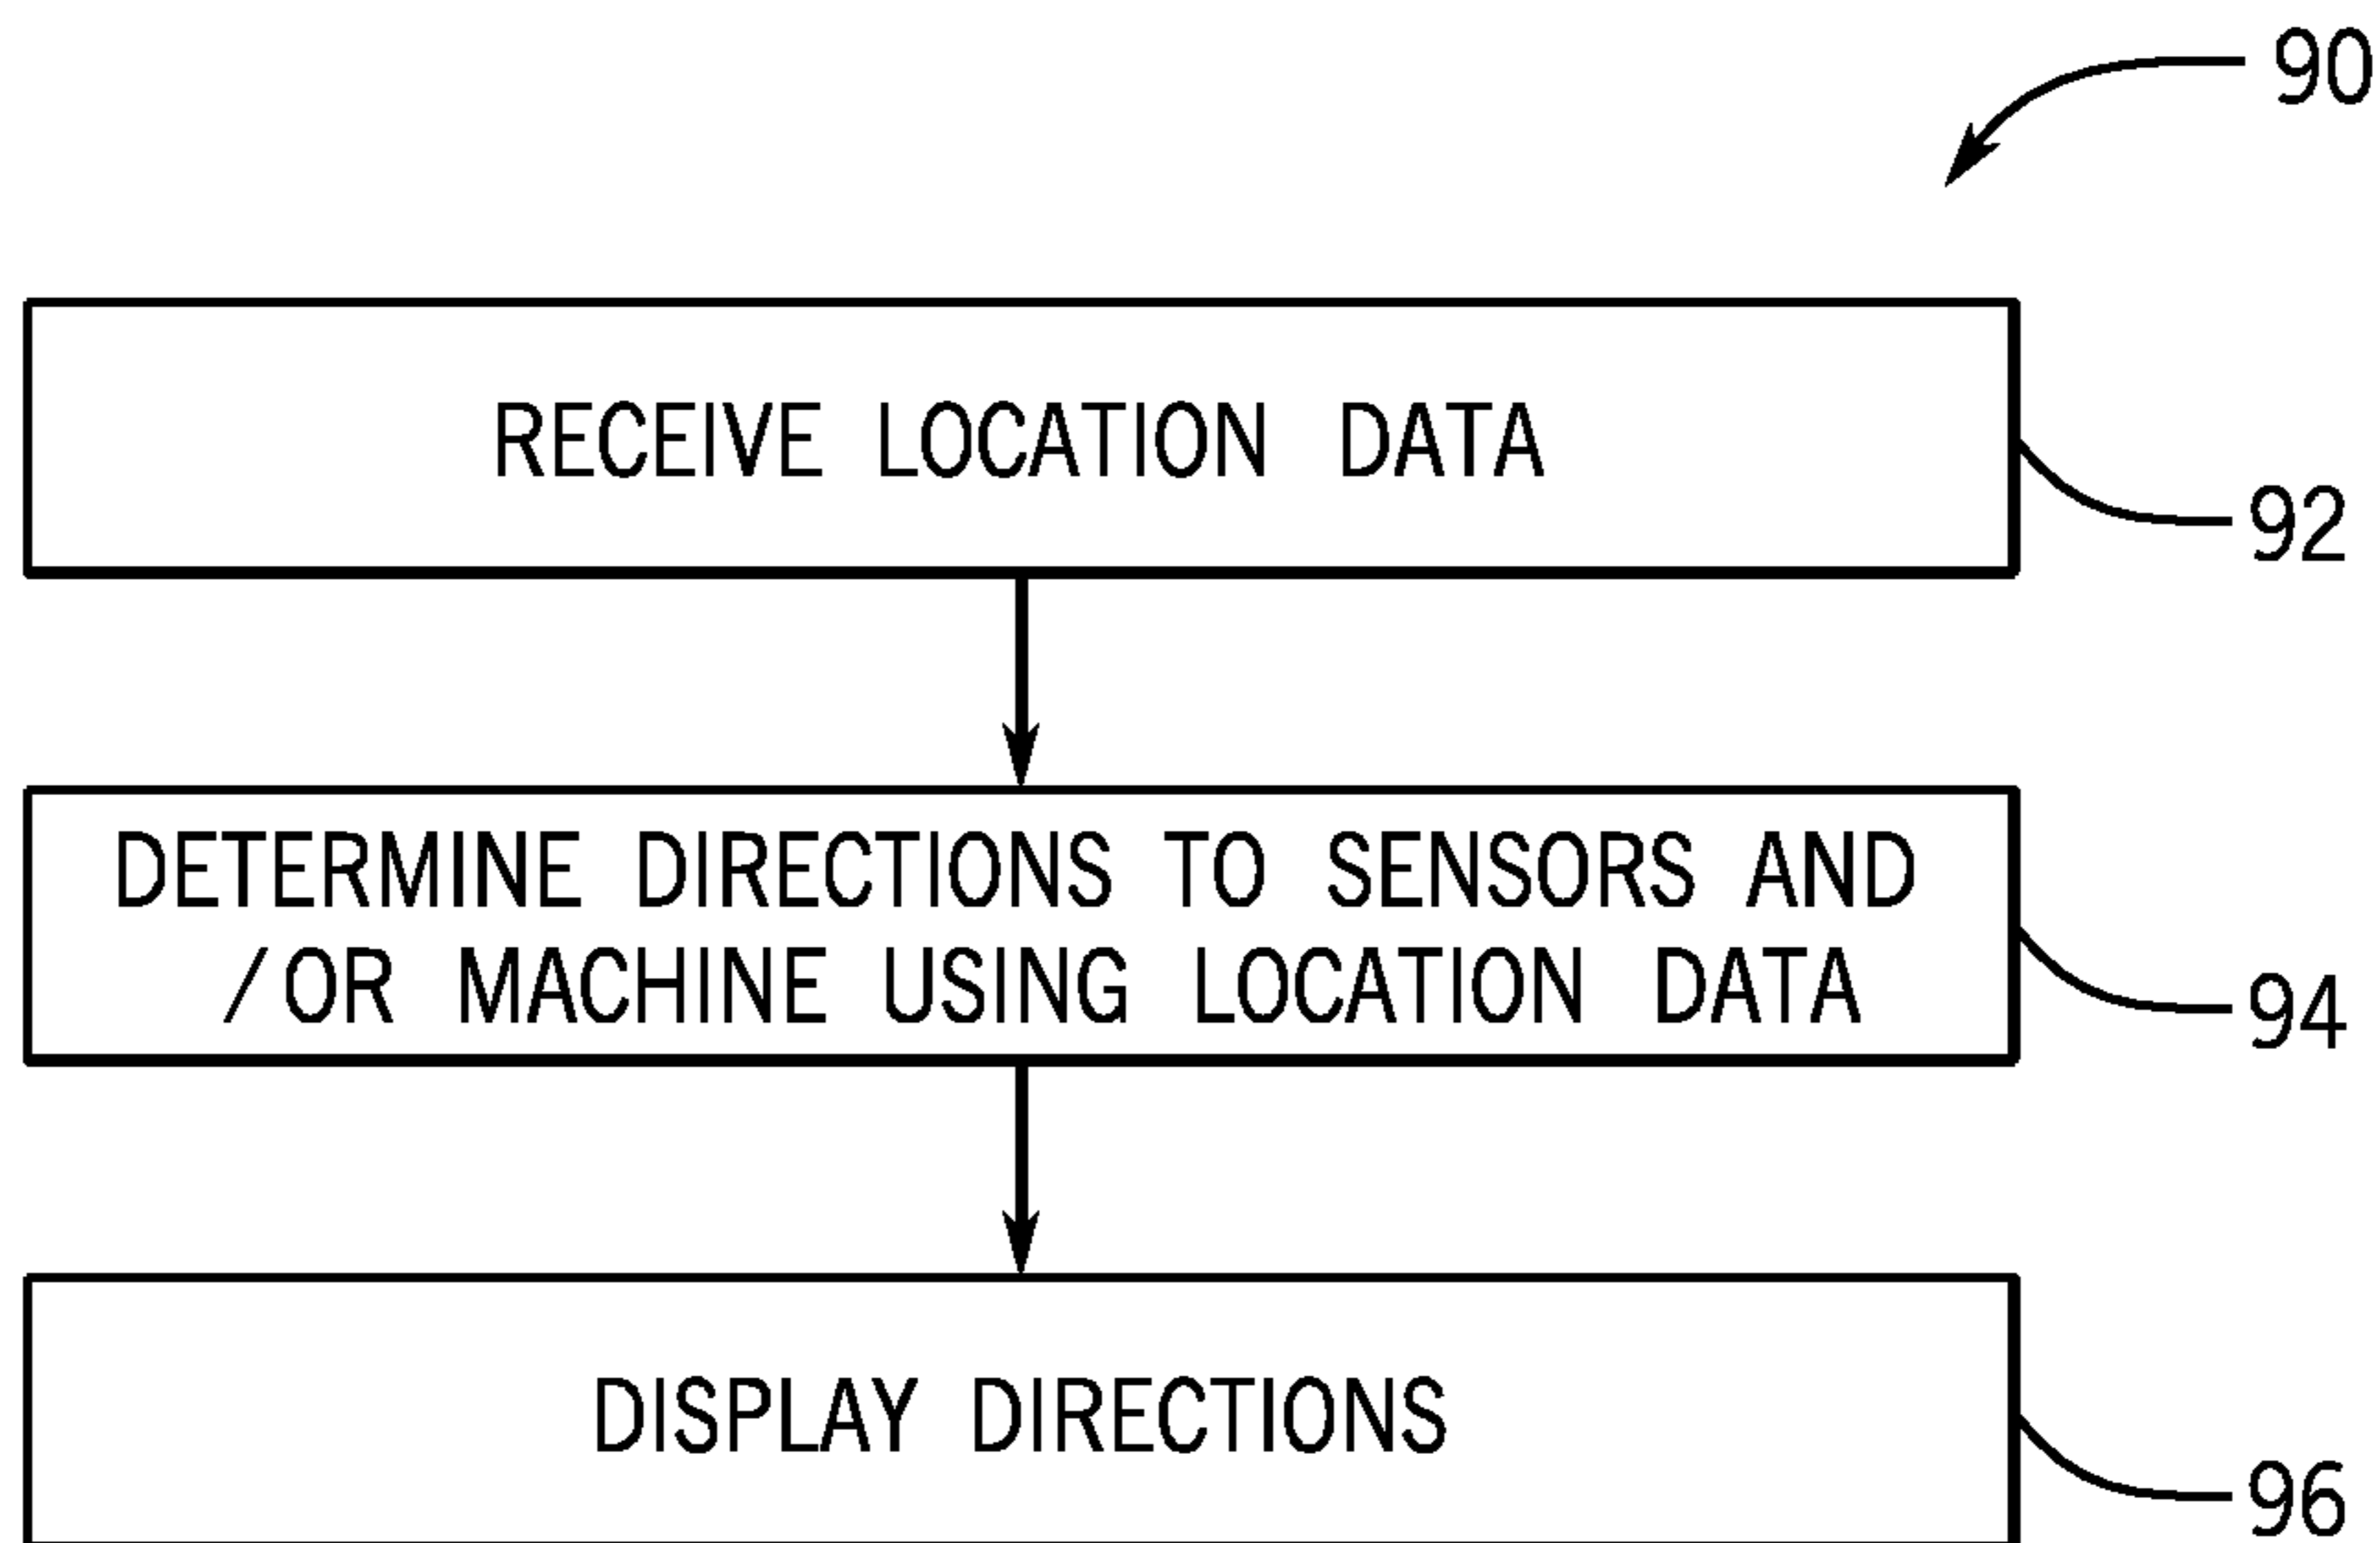 90
RECEIVE LOCATION DATA
92
DETERMINE DIRECTIONS TO SENSORS AND
/OR MACHINE USING LOCATION DATA
94
DISPLAY DIRECTIONS
96